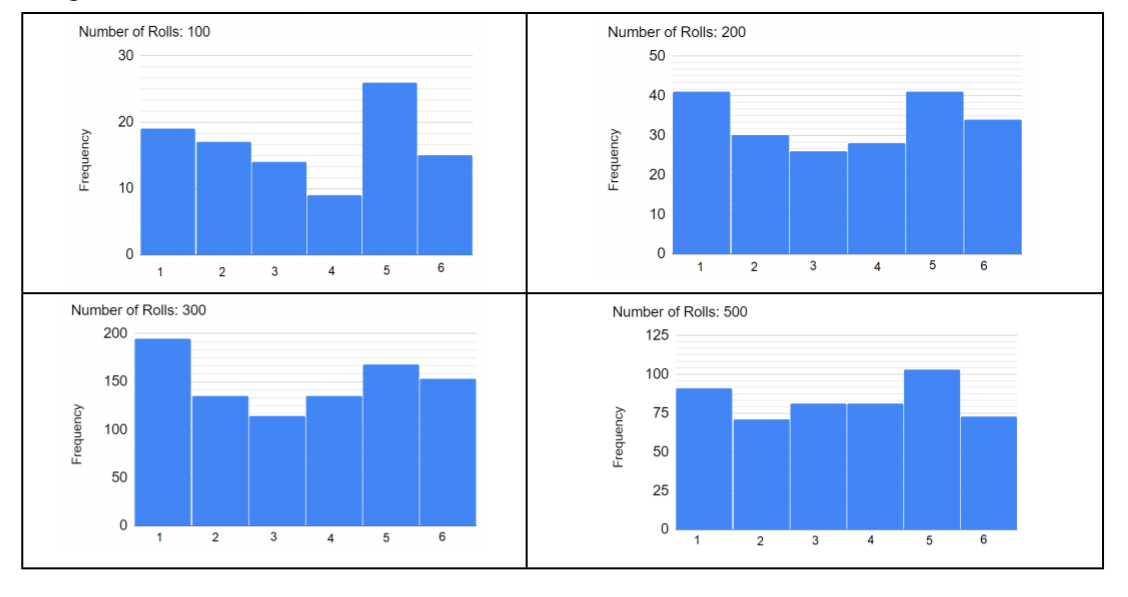 Number of Rolls: 100
30
20
10
0
Frequency
1 2 3 4 5 6
Number of Rolls: 200
50
40
30
20
10
0
Frequency
1 2 3 4 5 6
Number of Rolls: 300
200
150
100
50
0
Frequency
1 2 3 4 5 6
Number of Rolls: 500
125
100
75
50
25
0
Frequency
1 2 3 4 5 6